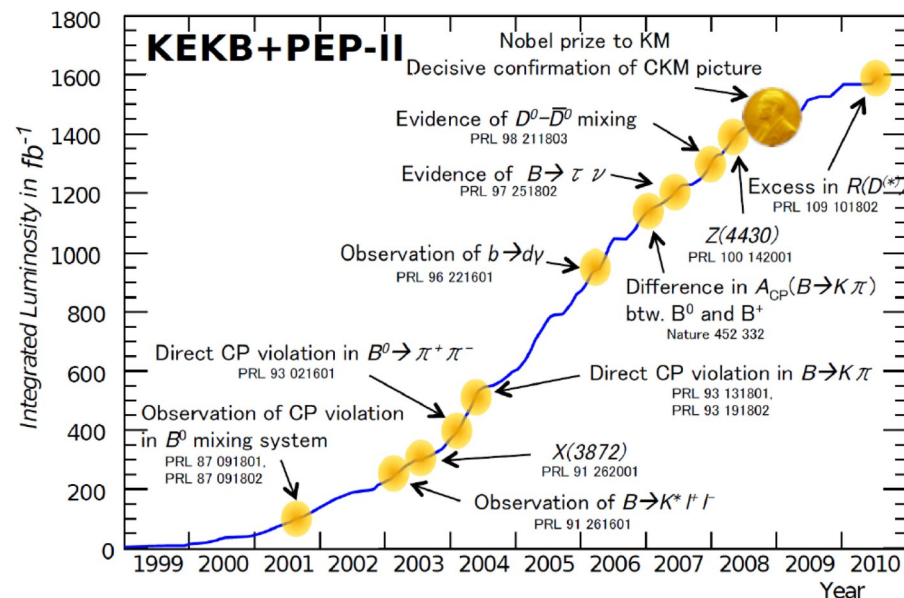 KEKB+PEP-II
Nobel prize to KM
Decisive confirmation of CKM picture
Evidence of D⁰-D̅⁰ mixing
PRL 98 211803
Evidence of B→ τ ν
PRL 97 251802
Excess in R(D⁽*⁾)
PRL 109 101802
Z(4430)
PRL 100 142001
Observation of b→dγ
PRL 96 221601
Difference in A_CP(B→Kπ)
btw. B⁰ and B⁺
Nature 452 332
Direct CP violation in B⁰→ π⁺ π⁻
PRL 93 021601
Direct CP violation in B→Kπ
PRL 93 131801,
PRL 93 191802
Observation of CP violation
in B⁰ mixing system
PRL 87 091801,
PRL 87 091802
X(3872)
PRL 91 262001
Observation of B→K* l⁺ l⁻
PRL 91 261601
Integrated Luminosity in fb⁻¹
1800
1600
1400
1200
1000
800
600
400
200
0
1999 2000 2001 2002 2003 2004 2005 2006 2007 2008 2009 2010
Year